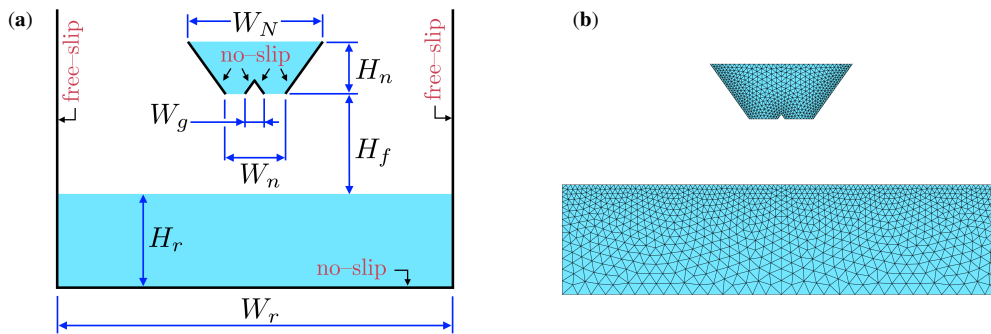 (a)
free–slip
W_N
no–slip
H_n
free–slip
W_g
H_f
W_n
H_r
no–slip
W_r
(b)